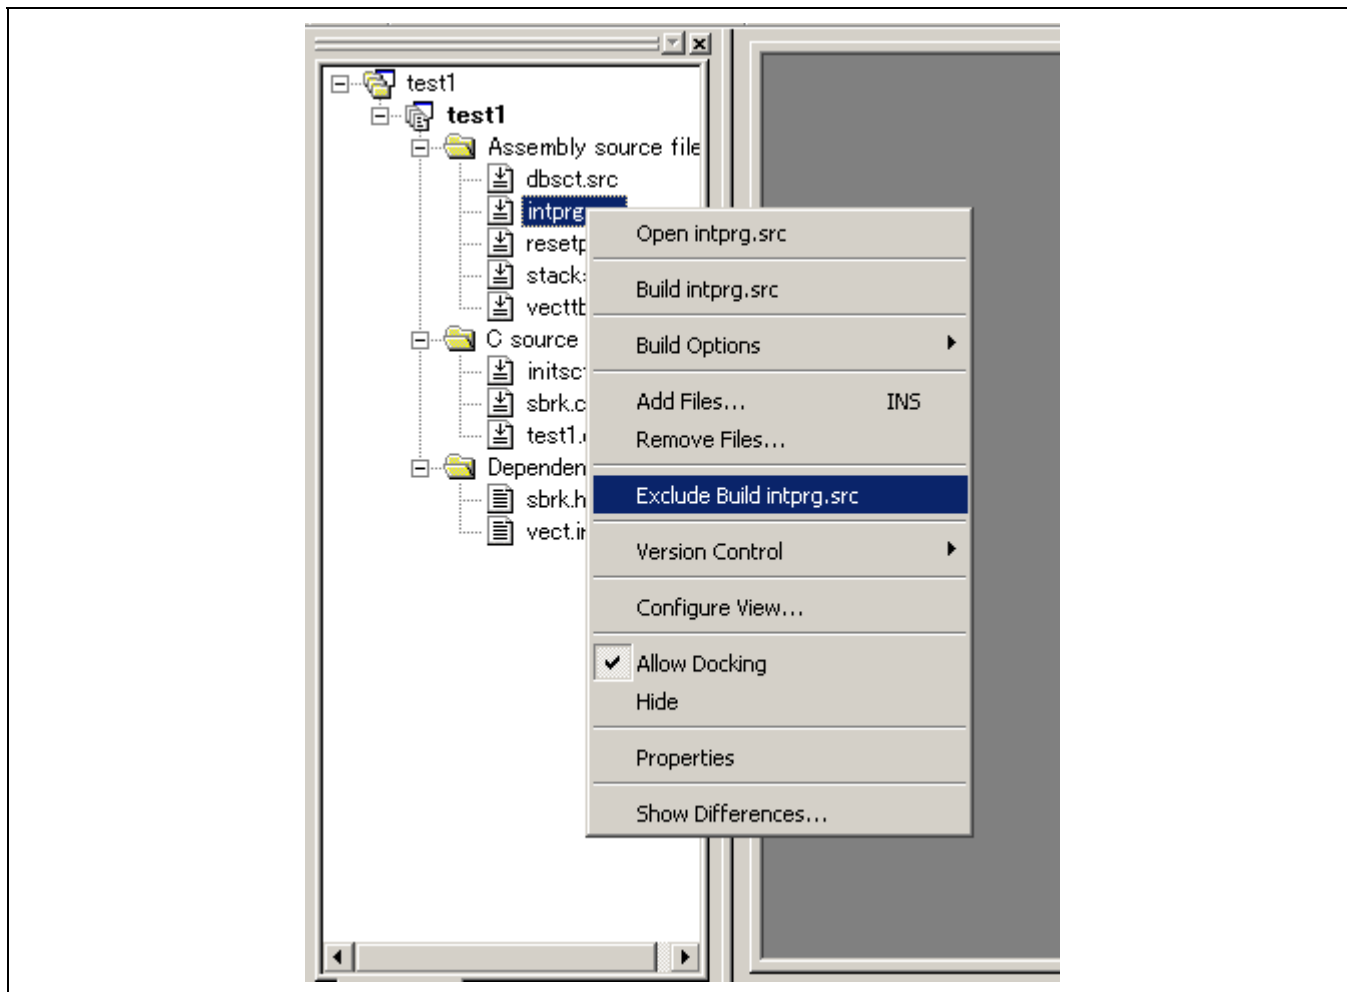 test1
test1
Assembly source file
dbsct.src
intprg
resetp
stack
vecttb
C source
initsc
sbrk.c
test1.
Dependen
sbrk.h
vect.in
Open intprg.src
Build intprg.src
Build Options
Add Files... INS
Remove Files...
Exclude Build intprg.src
Version Control
Configure View...
Allow Docking
Hide
Properties
Show Differences...